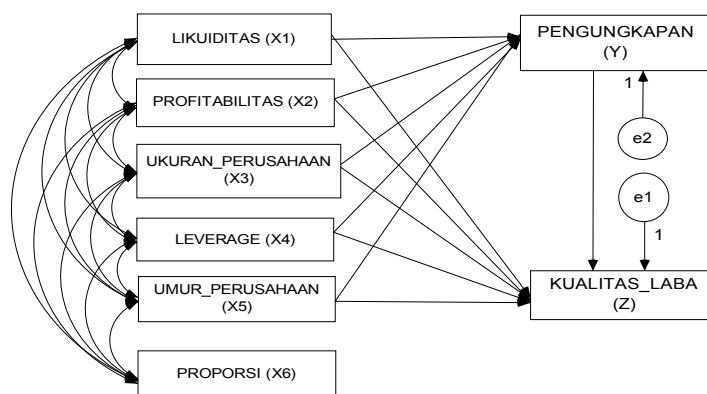 LIKUIDITAS (X1)
PROFITABILITAS (X2)
UKURAN_PERUSAHAAN
(X3)
LEVERAGE (X4)
UMUR_PERUSAHAAN
(X5)
PROPORSI (X6)
PENGUNGKAPAN
(Y)
1
e2
e1
1
KUALITAS_LABA
(Z)